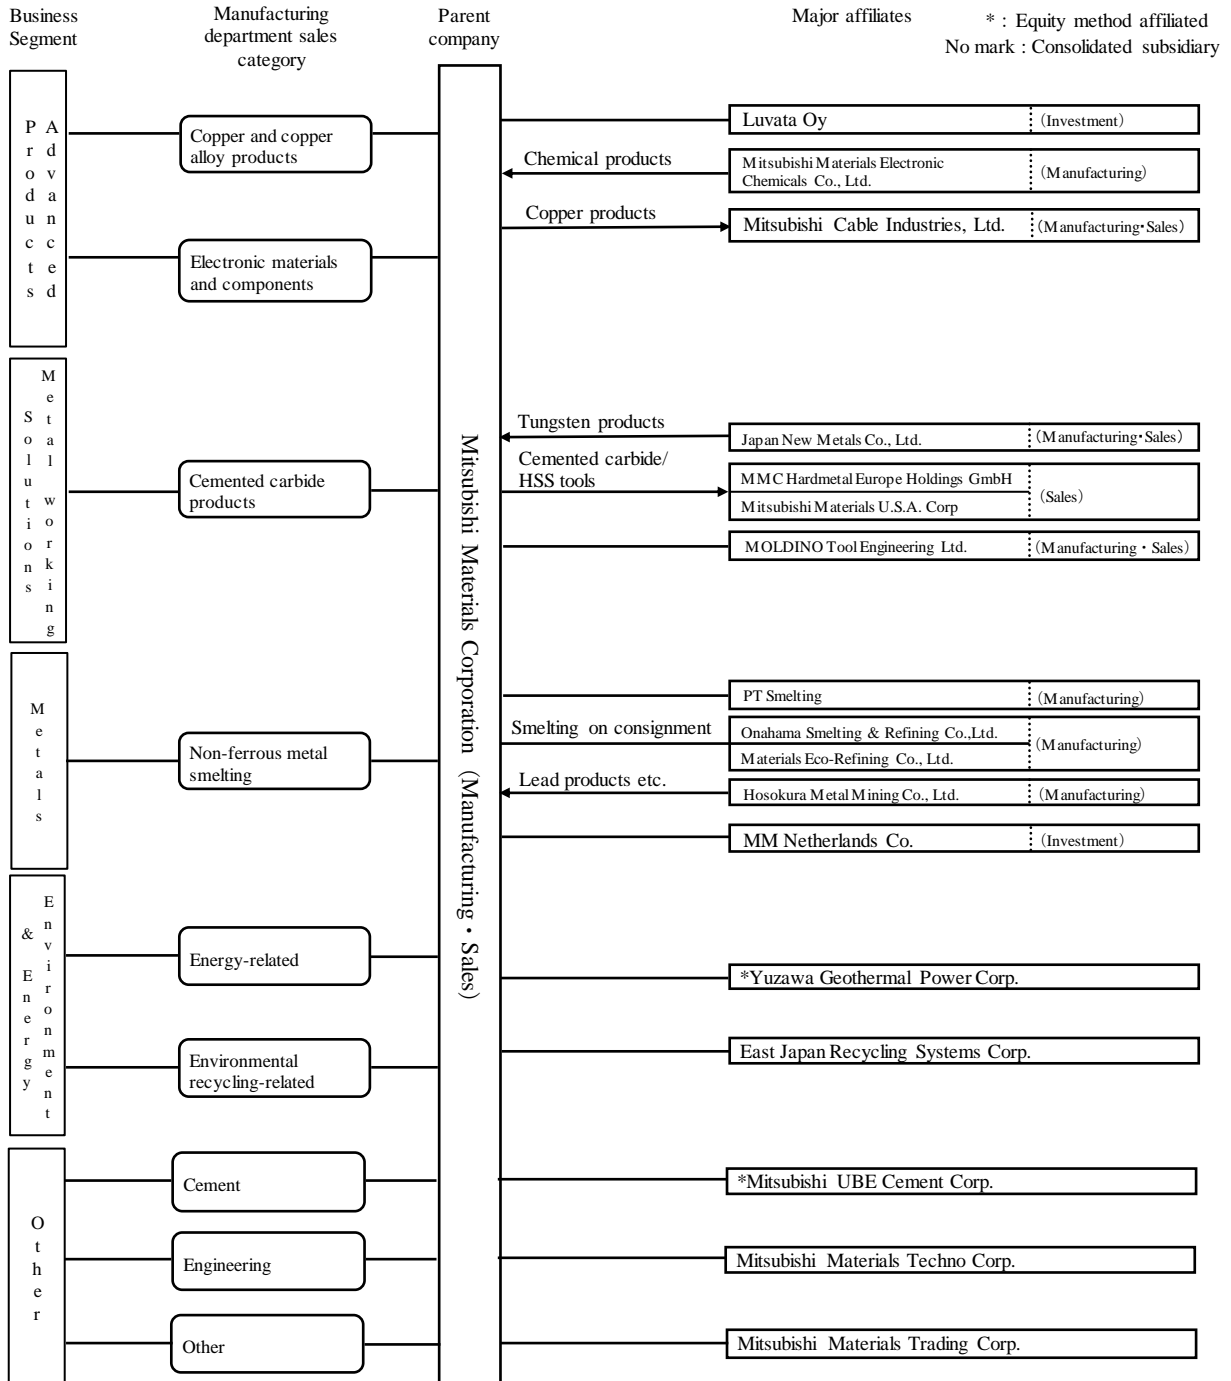 Business
Segment
Manufacturing
department sales
category
Parent
company
Major affiliates
* : Equity method affiliated
No mark : Consolidated subsidiary
Advanced
Products
Copper and copper
alloy products
Electronic materials
and components
Luvata Oy
(Investment)
Chemical products
Mitsubishi Materials Electronic
Chemicals Co., Ltd.
(Manufacturing)
Copper products
Mitsubishi Cable Industries, Ltd.
(Manufacturing・Sales)
Mitsubishi Materials Corporation (Manufacturing・Sales)
Metal working
Solutions
Cemented carbide
products
Tungsten products
Japan New Metals Co., Ltd.
(Manufacturing・Sales)
Cemented carbide/
HSS tools
MMC Hardmetal Europe Holdings GmbH
Mitsubishi Materials U.S.A. Corp
(Sales)
MOLDINO Tool Engineering Ltd.
(Manufacturing・Sales)
Metals
Non-ferrous metal
smelting
PT Smelting
(Manufacturing)
Smelting on consignment
Onahama Smelting & Refining Co.,Ltd.
Materials Eco-Refining Co., Ltd.
(Manufacturing)
Lead products etc.
Hosokura Metal Mining Co., Ltd.
(Manufacturing)
MM Netherlands Co.
(Investment)
Environment
& Energy
Energy-related
*Yuzawa Geothermal Power Corp.
Environmental
recycling-related
East Japan Recycling Systems Corp.
Other
Cement
*Mitsubishi UBE Cement Corp.
Engineering
Mitsubishi Materials Techno Corp.
Other
Mitsubishi Materials Trading Corp.